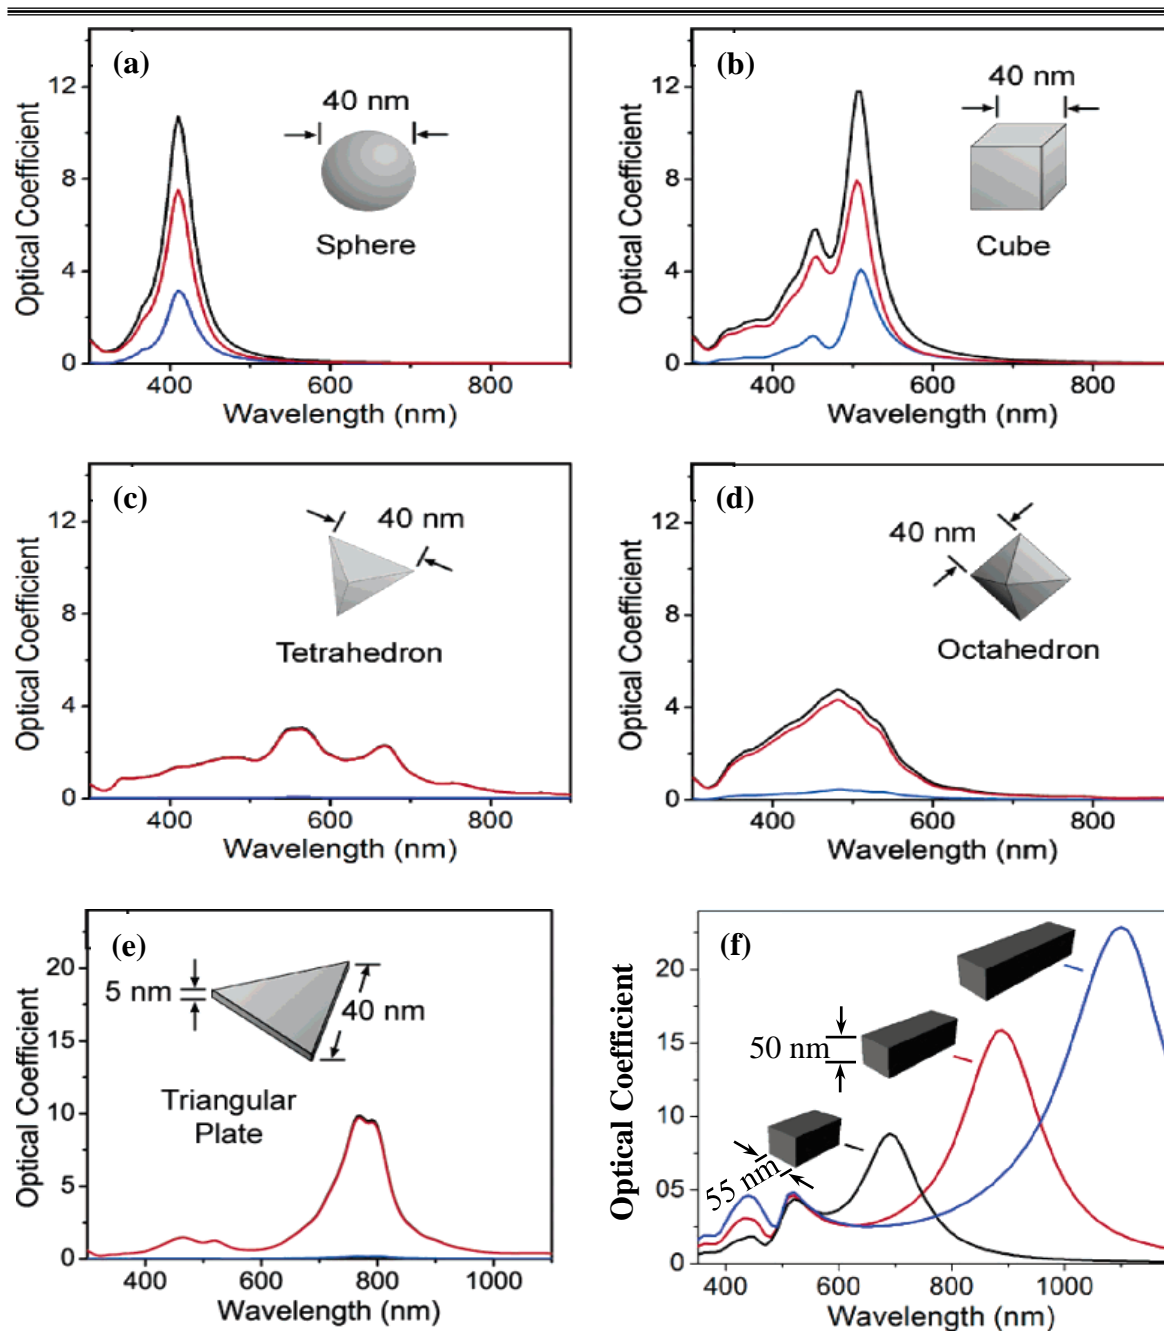 (a)
40 nm
Sphere
12
8
4
0
Optical Coefficient
400 600 800
Wavelength (nm)
(b)
40 nm
Cube
12
8
4
0
Optical Coefficient
400 600 800
Wavelength (nm)
(c)
40 nm
Tetrahedron
12
8
4
0
Optical Coefficient
400 600 800
Wavelength (nm)
(d)
40 nm
Octahedron
12
8
4
0
Optical Coefficient
400 600 800
Wavelength (nm)
(e)
5 nm
40 nm
Triangular
Plate
20
15
10
5
0
Optical Coefficient
400 600 800 1000
Wavelength (nm)
(f)
50 nm
55 nm
20
15
10
05
0
Optical Coefficient
400 600 800 1000
Wavelength (nm)